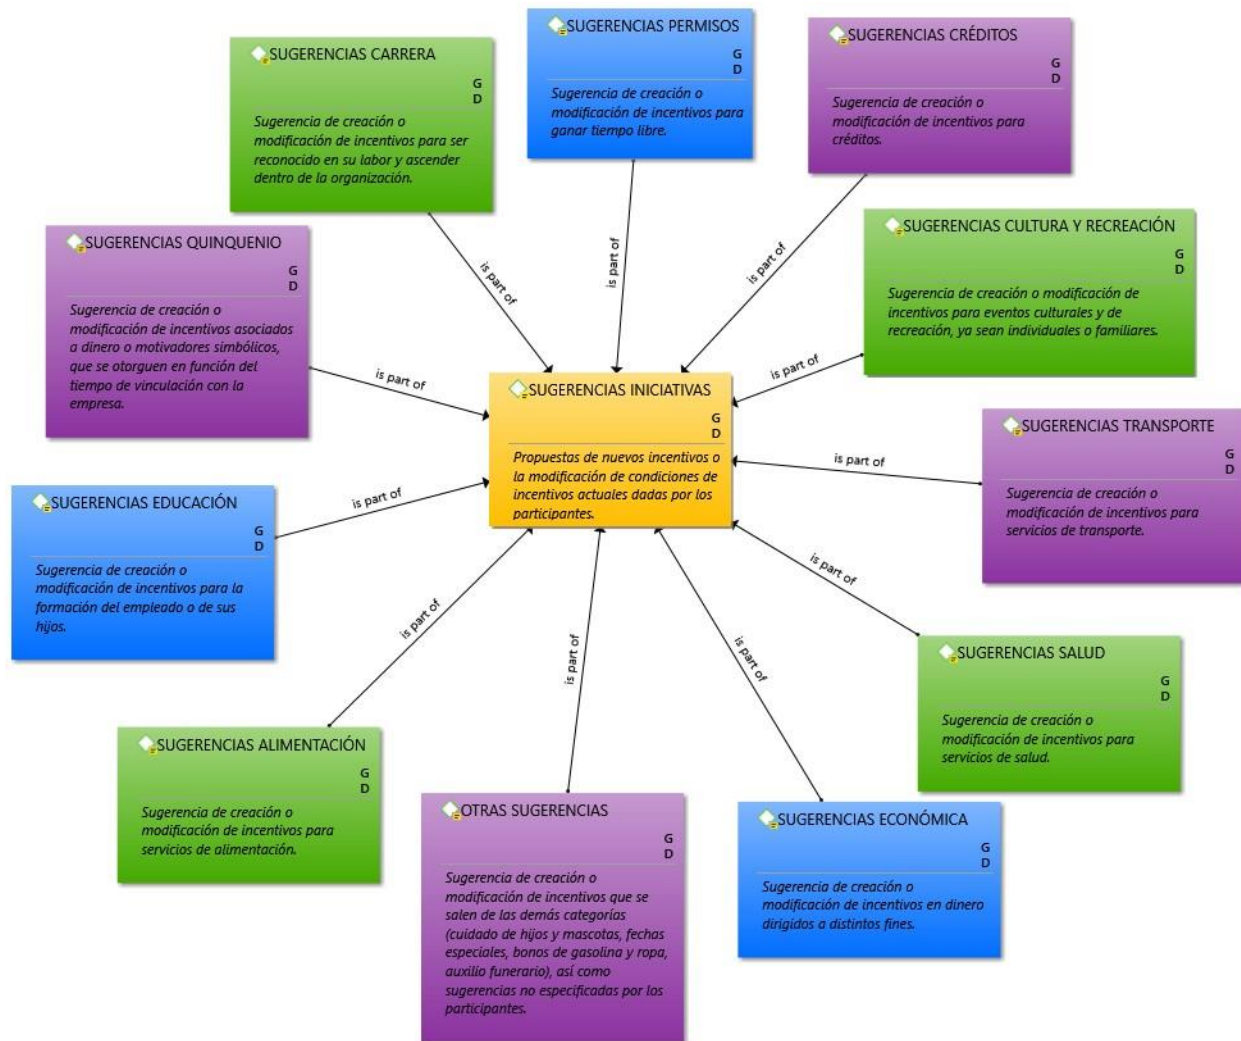 SUGERENCIAS CARRERA
G
D
Sugerencia de creación o
modificación de incentivos para ser
reconocido en su labor y ascender
dentro de la organización.
SUGERENCIAS PERMISOS
G
D
Sugerencia de creación o
modificación de incentivos para
ganar tiempo libre.
SUGERENCIAS CRÉDITOS
G
D
Sugerencia de creación o
modificación de incentivos para
créditos.
SUGERENCIAS QUINQUENIO
G
D
Sugerencia de creación o
modificación de incentivos asociados
a dinero o motivadores simbólicos,
que se otorguen en función del
tiempo de vinculación con la
empresa.
SUGERENCIAS CULTURA Y RECREACIÓN
G
D
Sugerencia de creación o modificación de
incentivos para eventos culturales y de
recreación, ya sean individuales o familiares.
is part of
is part of
is part of
is part of
is part of
SUGERENCIAS INICIATIVAS
G
D
Propuestas de nuevos incentivos o
la modificación de condiciones de
incentivos actuales dadas por los
participantes.
SUGERENCIAS TRANSPORTE
G
D
Sugerencia de creación o
modificación de incentivos para
servicios de transporte.
is part of
is part of
SUGERENCIAS EDUCACIÓN
G
D
Sugerencia de creación o
modificación de incentivos para la
formación del empleado o de sus
hijos.
is part of
is part of
is part of
is part of
SUGERENCIAS SALUD
G
D
Sugerencia de creación o
modificación de incentivos para
servicios de salud.
SUGERENCIAS ALIMENTACIÓN
G
D
Sugerencia de creación o
modificación de incentivos para
servicios de alimentación.
OTRAS SUGERENCIAS
G
D
Sugerencia de creación o
modificación de incentivos que se
salen de las demás categorías
(cuidado de hijos y mascotas, fechas
especiales, bonos de gasolina y ropa,
auxilio funerario), así como
sugerencias no especificadas por los
participantes.
SUGERENCIAS ECONÓMICA
G
D
Sugerencia de creación o
modificación de incentivos en dinero
dirigidos a distintos fines.